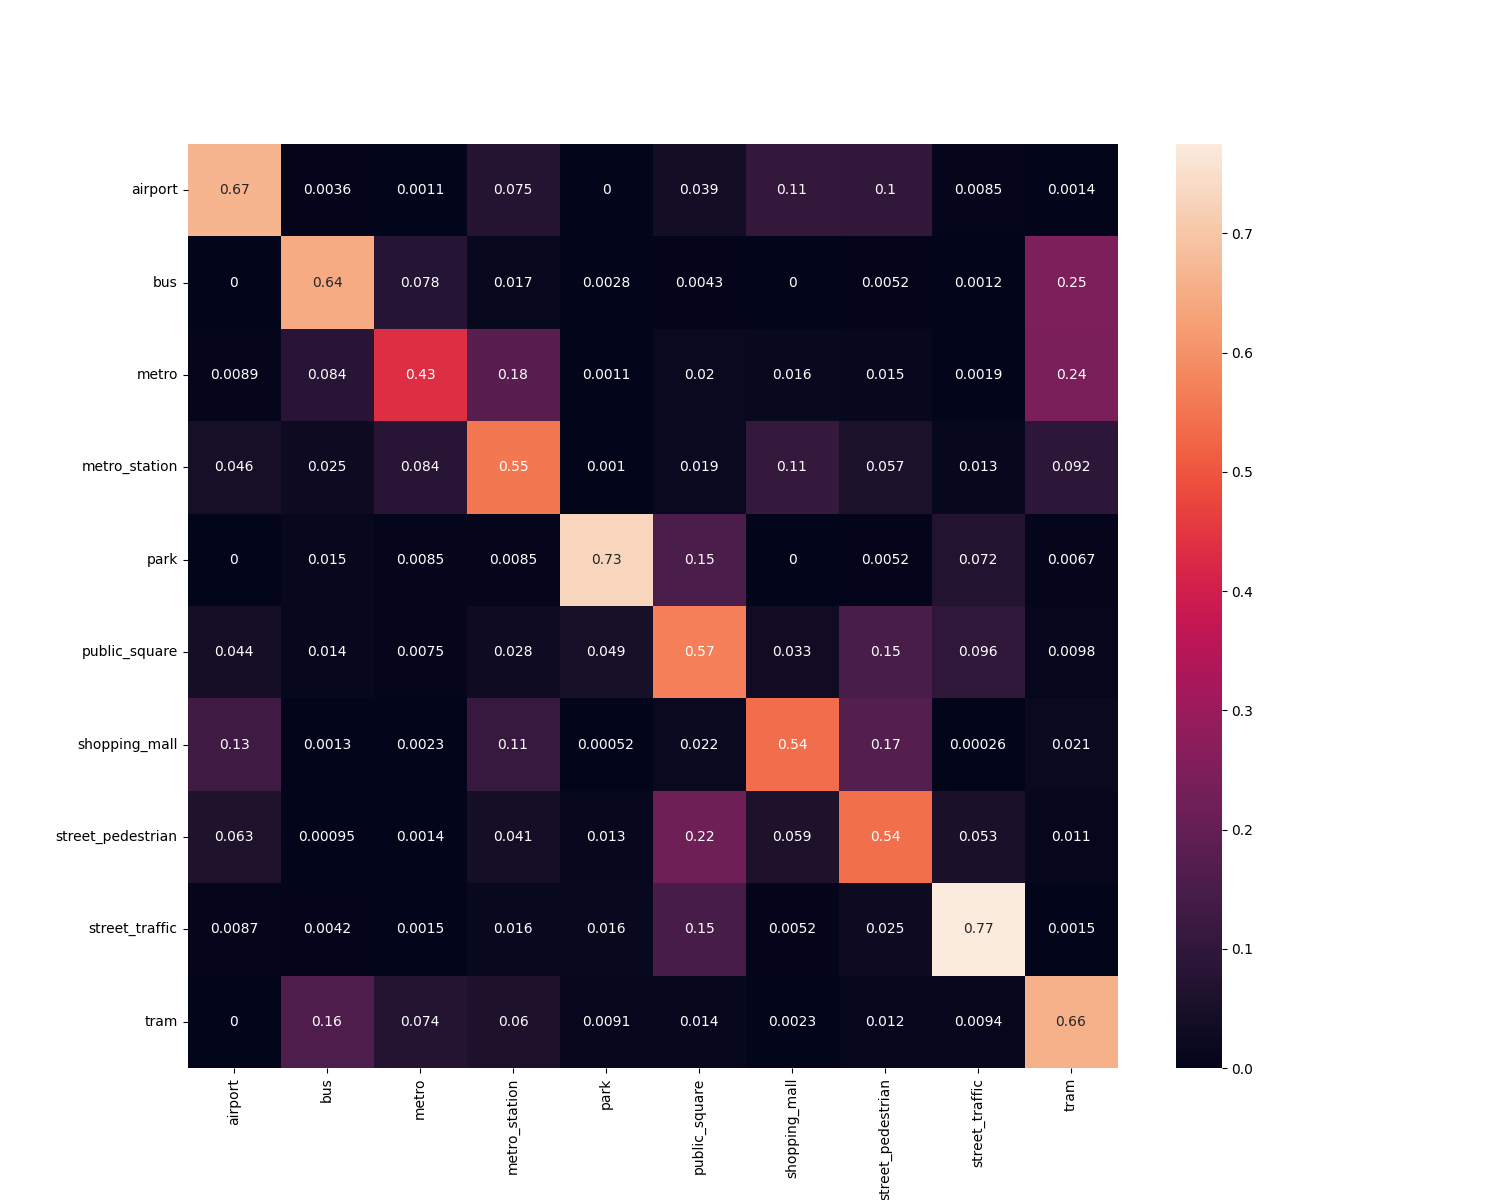 airport 0.67 0.0036 0.0011 0.075 0 0.039 0.11 0.1 0.0085 0.0014
bus 0 0.64 0.078 0.017 0.0028 0.0043 0 0.0052 0.0012 0.25
metro 0.0089 0.084 0.43 0.18 0.0011 0.02 0.016 0.015 0.0019 0.24
metro_station 0.046 0.025 0.084 0.55 0.001 0.019 0.11 0.057 0.013 0.092
park 0 0.015 0.0085 0.0085 0.73 0.15 0 0.0052 0.072 0.0067
public_square 0.044 0.014 0.0075 0.028 0.049 0.57 0.033 0.15 0.096 0.0098
shopping_mall 0.13 0.0013 0.0023 0.11 0.00052 0.022 0.54 0.17 0.00026 0.021
street_pedestrian 0.063 0.00095 0.0014 0.041 0.013 0.22 0.059 0.54 0.053 0.011
street_traffic 0.0087 0.0042 0.0015 0.016 0.016 0.15 0.0052 0.025 0.77 0.0015
tram 0 0.16 0.074 0.06 0.0091 0.014 0.0023 0.012 0.0094 0.66
airport bus metro metro_station park public_square shopping_mall street_pedestrian street_traffic tram
0.7
0.6
0.5
0.4
0.3
0.2
0.1
0.0